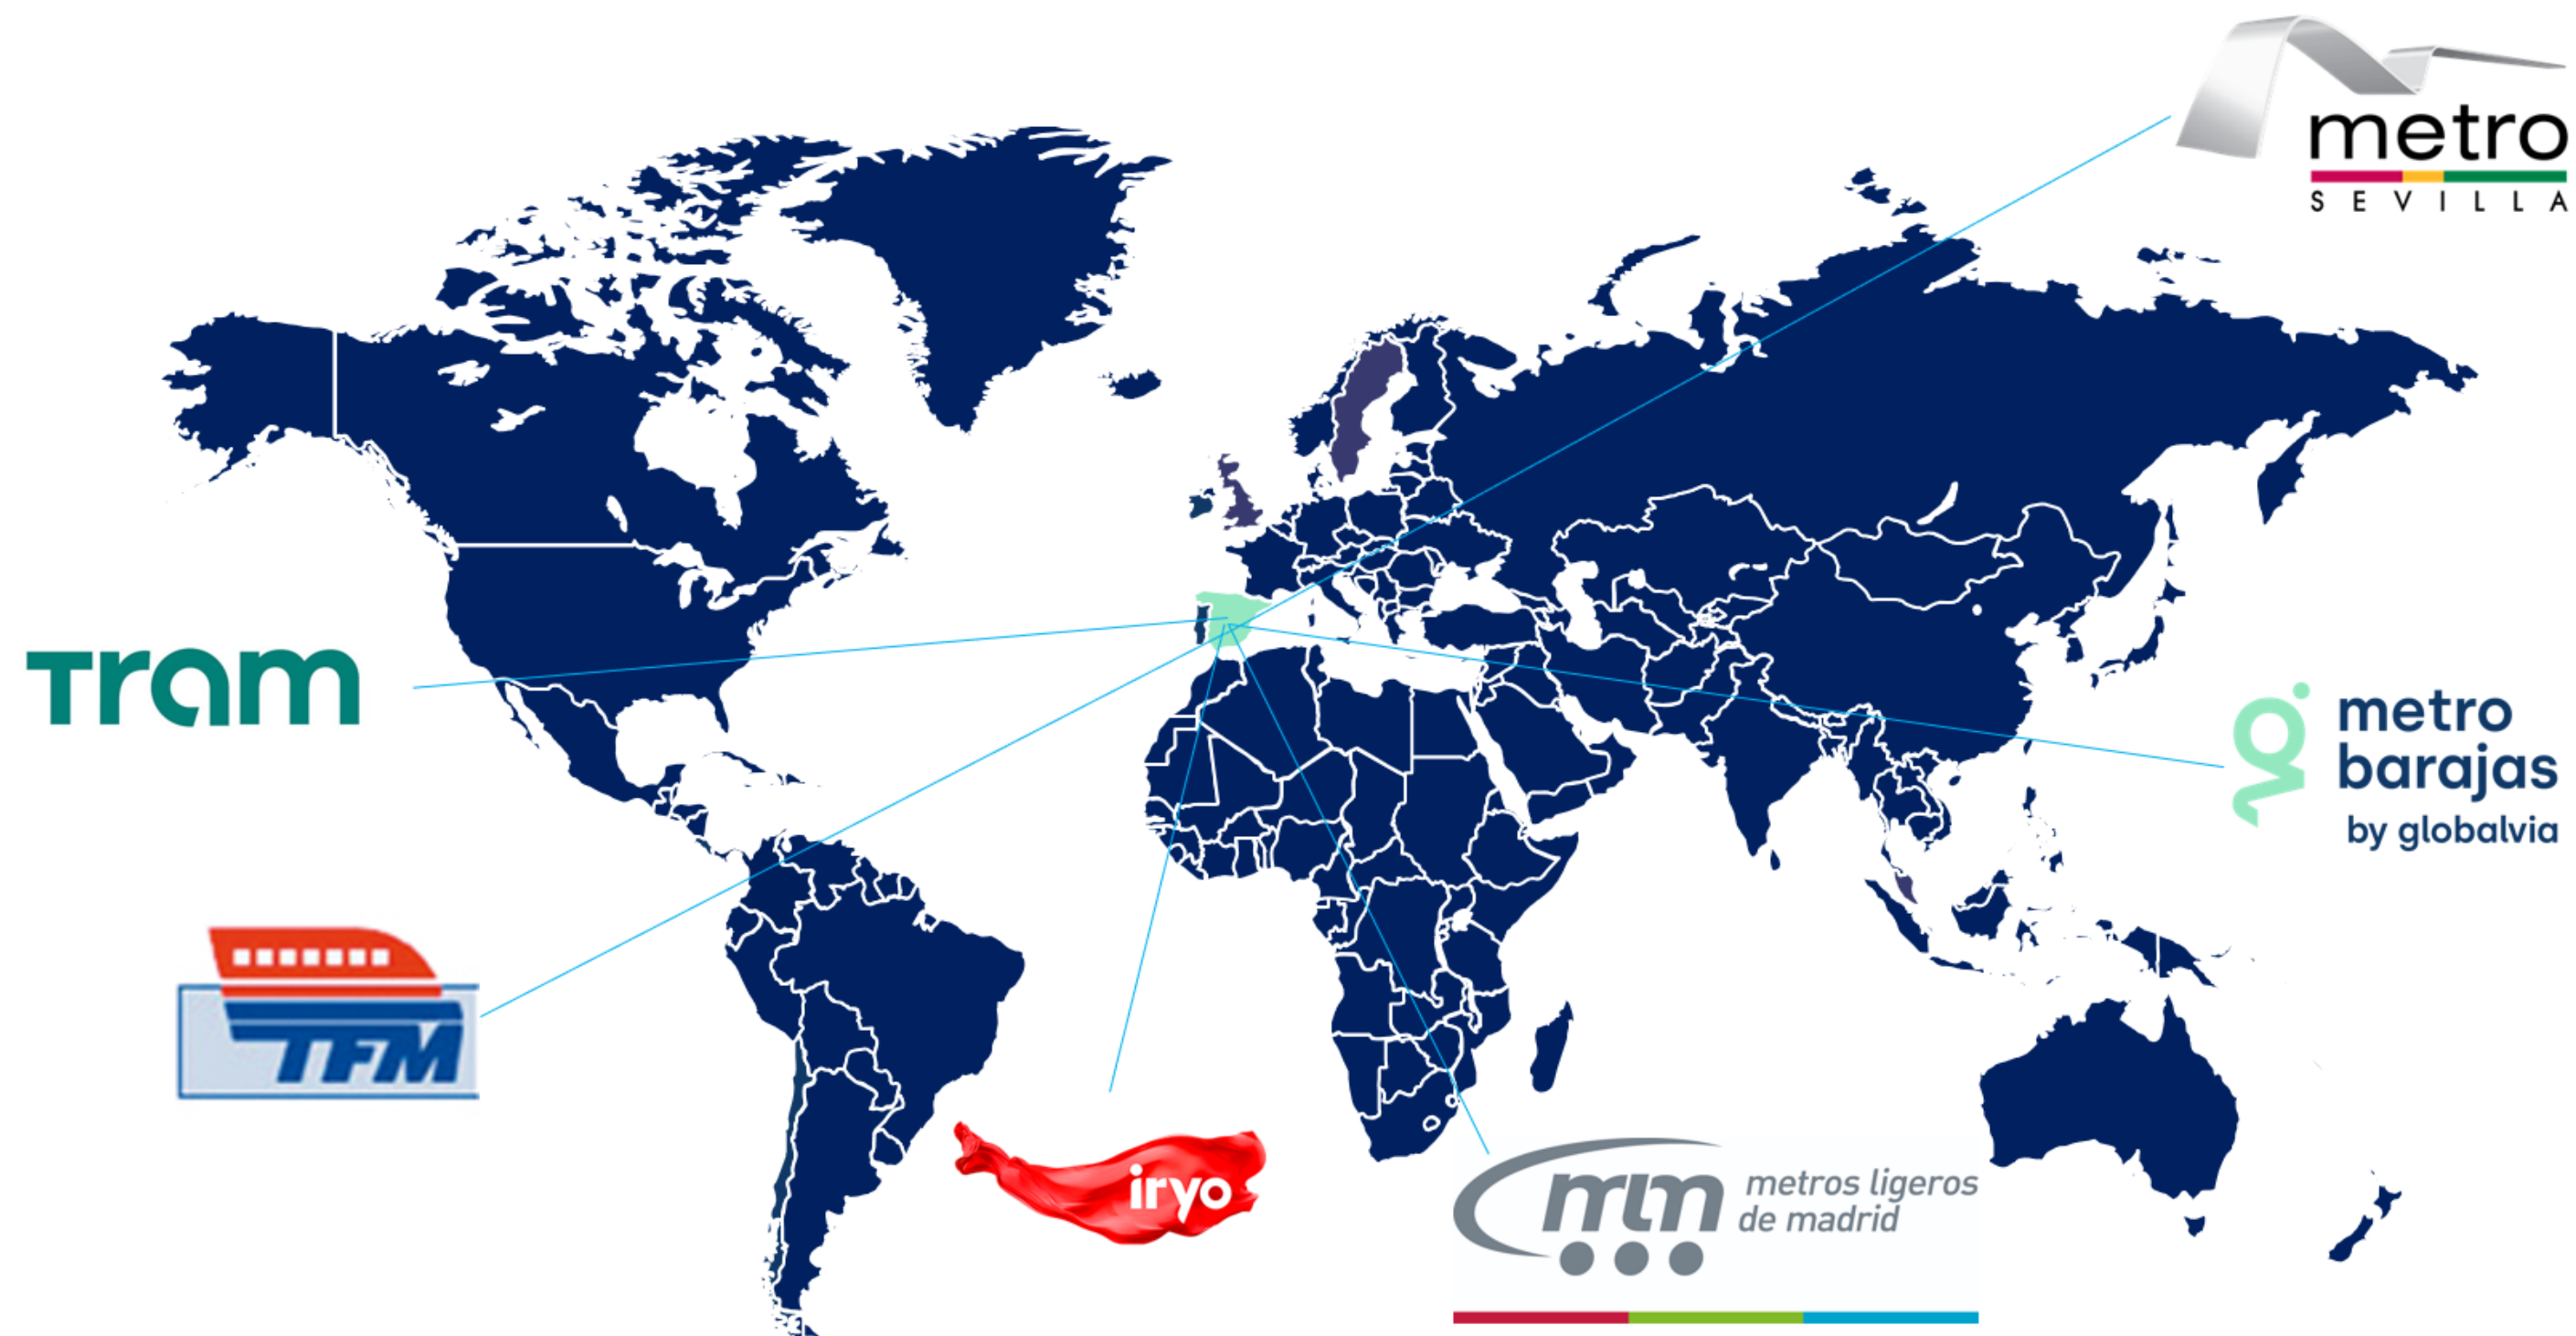 metro
SEVILLA
Tram
metro
barajas
by globalvia
TFM
iryo
mlm metros ligeros
de madrid